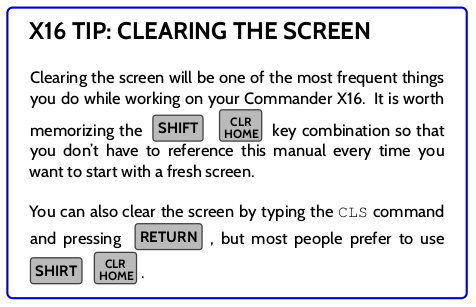 X16 TIP: CLEARING THE SCREEN
Clearing the screen will be one of the most frequent things
you do while working on your Commander X16. It is worth
memorizing the SHIFT CLR HOME key combination so that
you don't have to reference this manual every time you
want to start with a fresh screen.
You can also clear the screen by typing the CLS command
and pressing RETURN , but most people prefer to use
SHIRT CLR HOME .